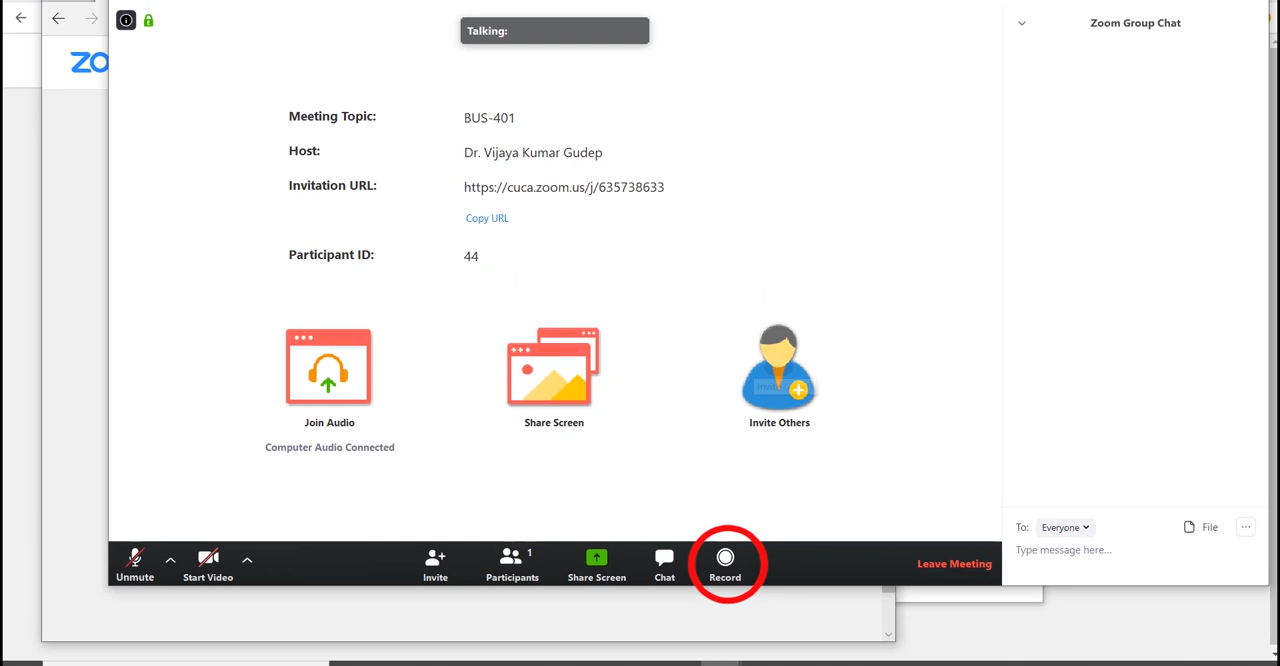 ZO
Talking:
Zoom Group Chat
Meeting Topic: BUS-401
Host: Dr. Vijaya Kumar Gudep
Invitation URL: https://cuca.zoom.us/j/635738633
Copy URL
Participant ID: 44
Join Audio Share Screen Invite Others
Computer Audio Connected
To: Everyone File ...
Type message here...
Unmute Start Video Invite Participants 1 Share Screen Chat Record Leave Meeting